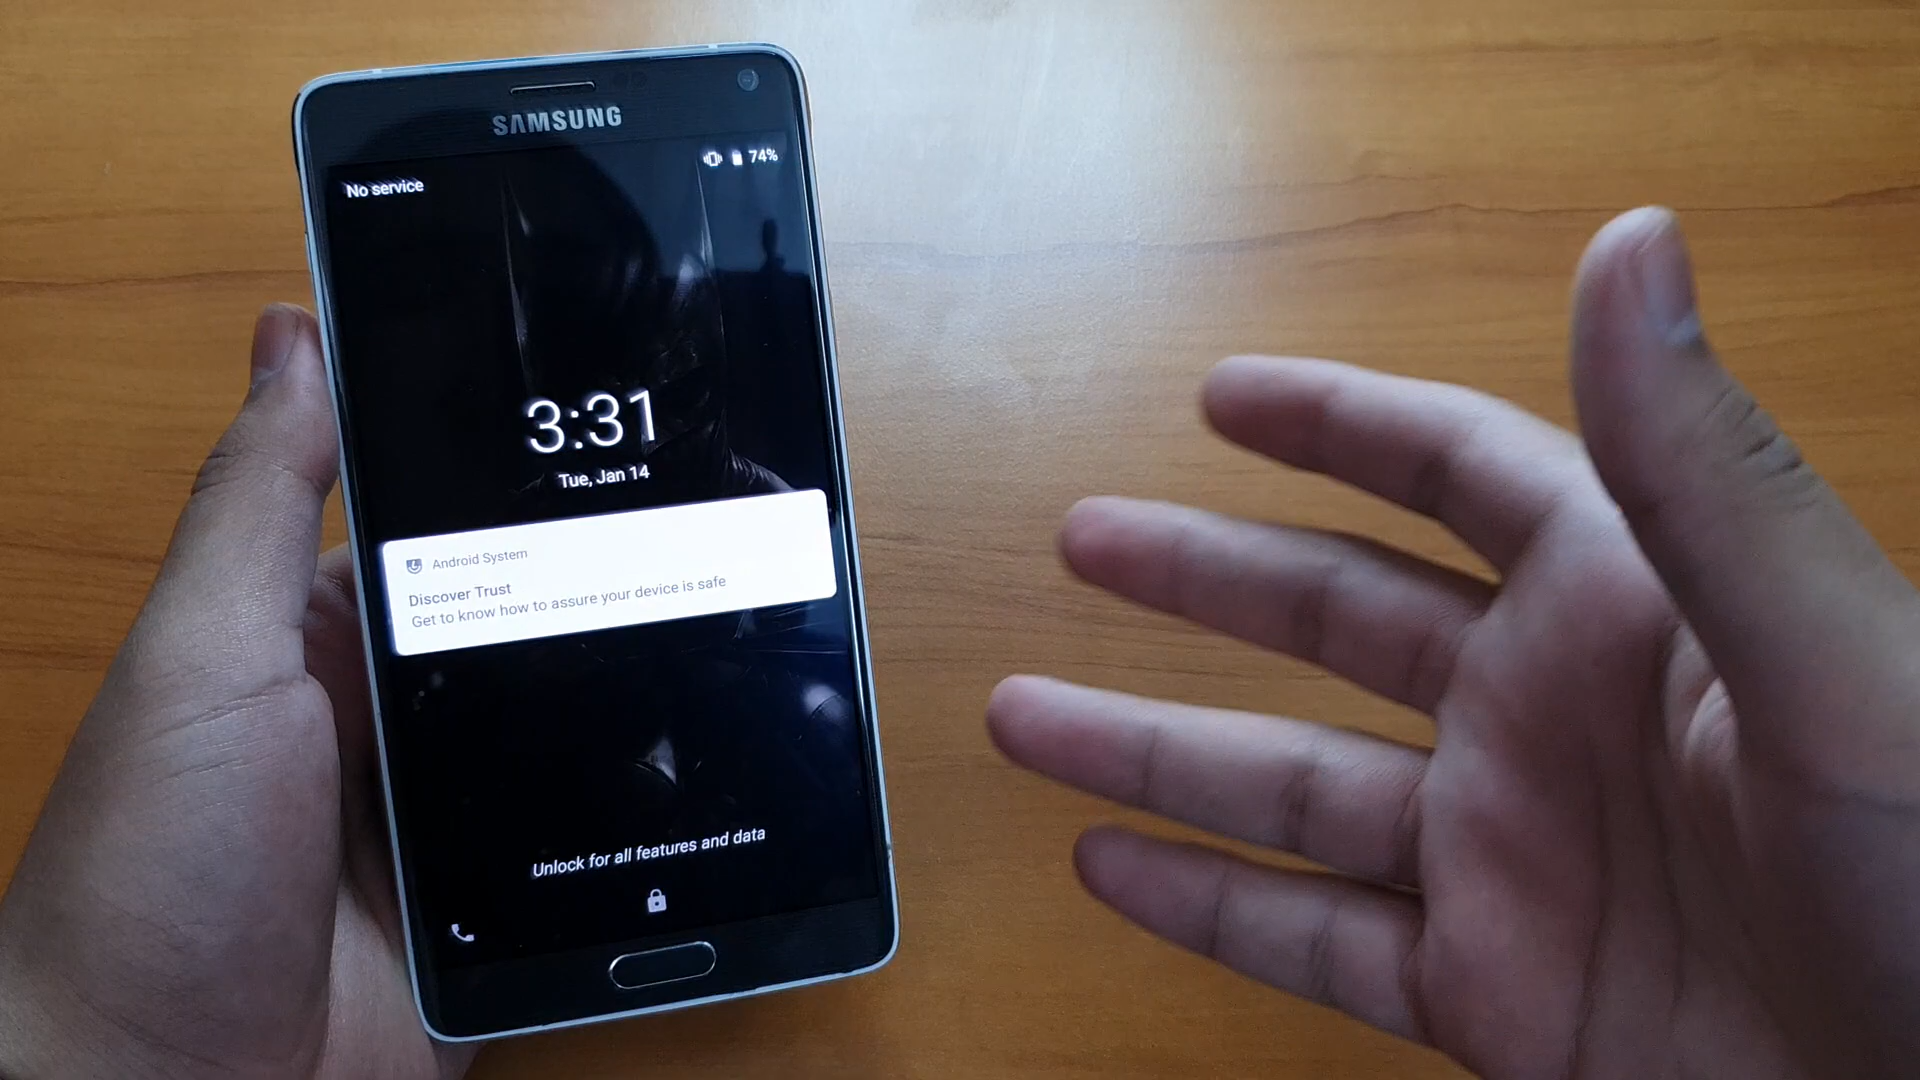 SAMSUNG
74%
No service
3:31
Tue, Jan 14
Android System
Discover Trust
Get to know how to assure your device is safe
Unlock for all features and data